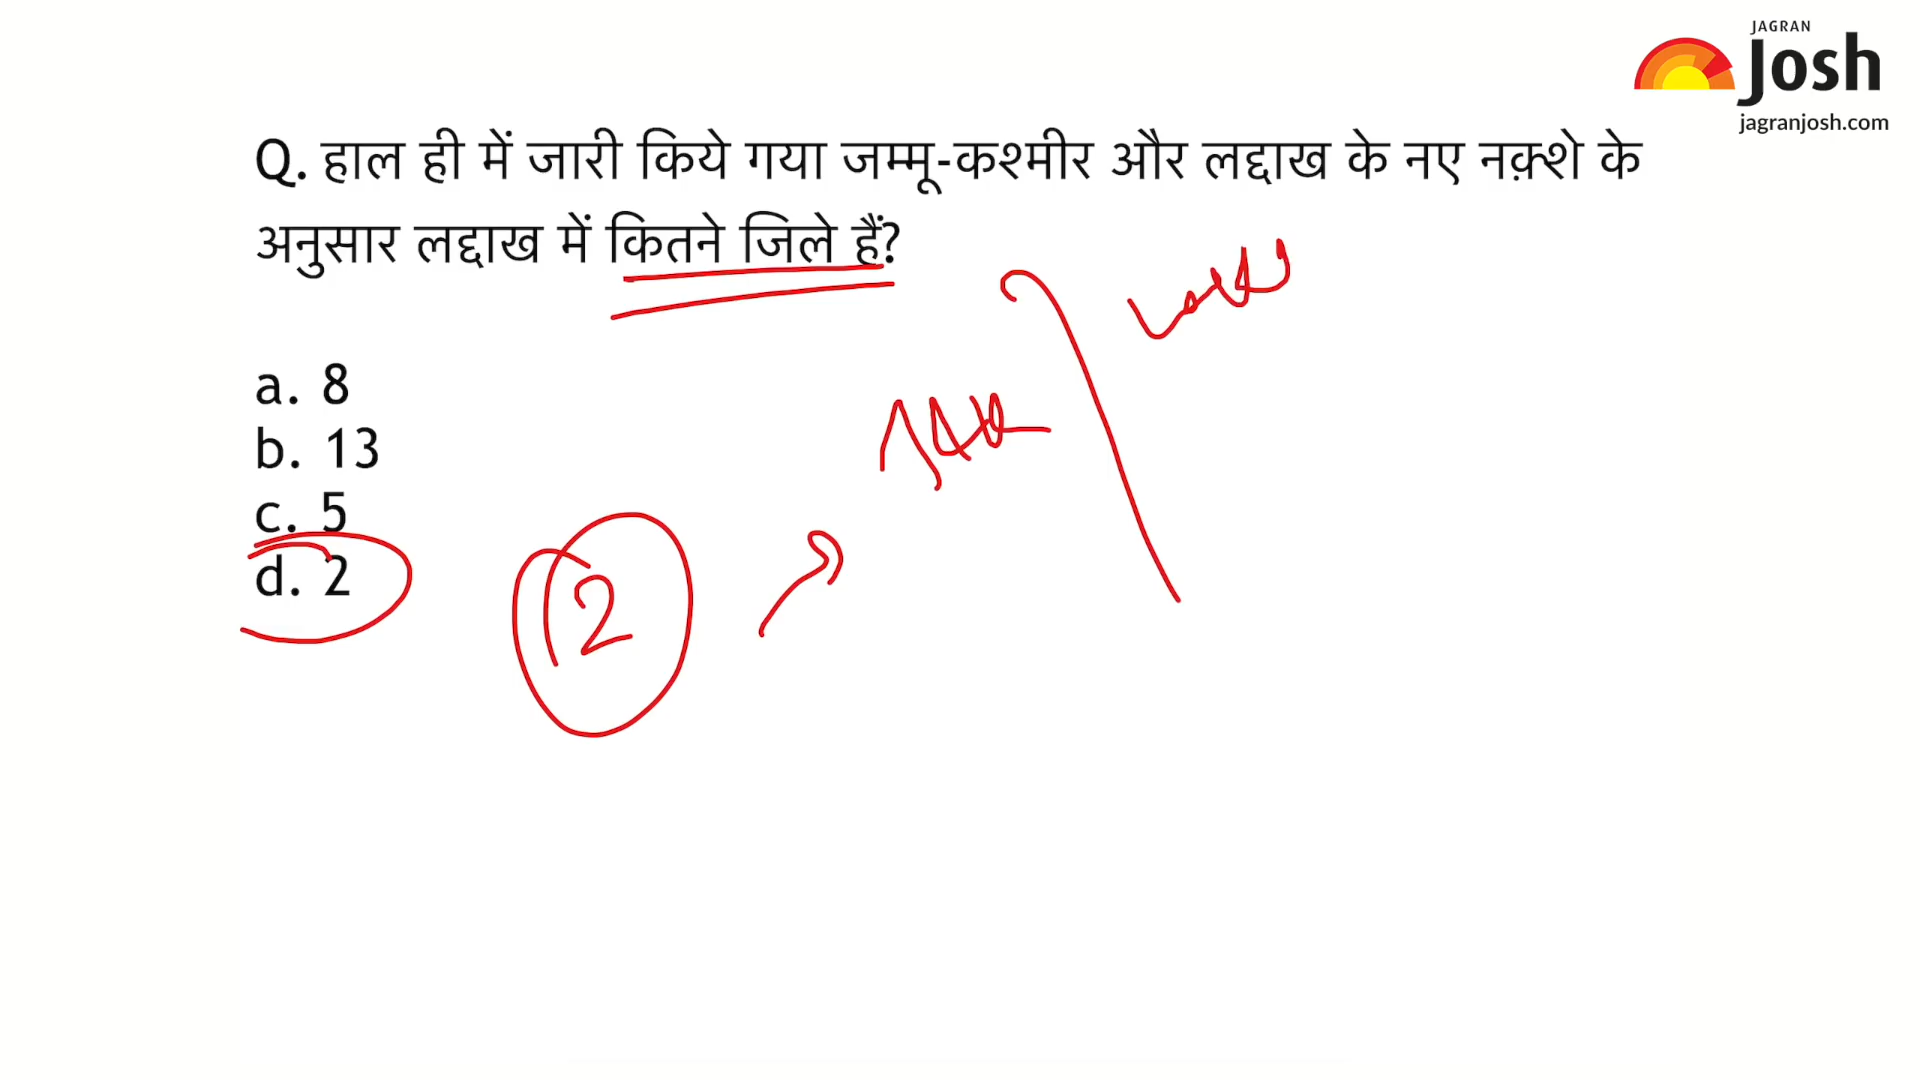 JAGRAN
Josh
jagranjosh.com
Q. हाल ही में जारी किये गया जम्मू-कश्मीर और लद्दाख के नए नक़्शे के
अनुसार लद्दाख में कितने जिले हैं?
a. 8
b. 13
c. 5
d. 2
2